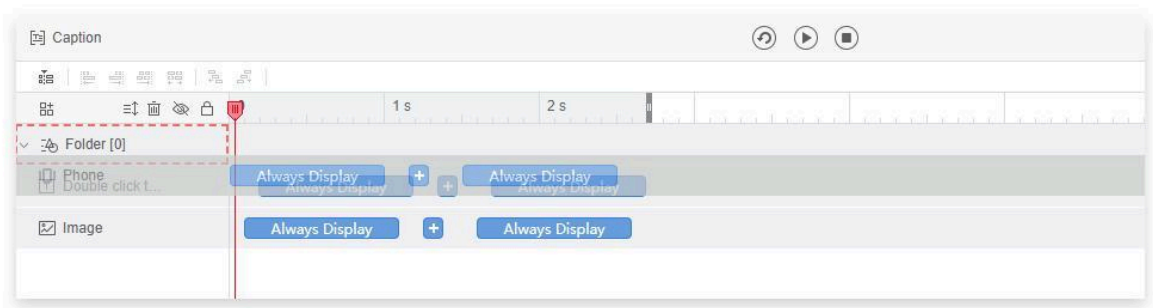 Caption
1 s 2 s
Folder [0]
Phone Always Display + Always Display
Double click t... Always Display + Always Display
Image Always Display + Always Display